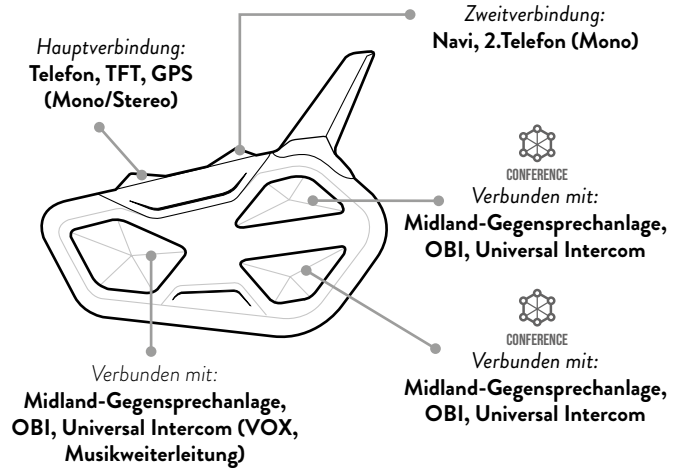 Zweitverbindung:
Navi, 2.Telefon (Mono)
Hauptverbindung:
Telefon, TFT, GPS
(Mono/Stereo)
CONFERENCE
Verbunden mit:
Midland-Gegensprechanlage,
OBI, Universal Intercom
CONFERENCE
Verbunden mit:
Midland-Gegensprechanlage,
OBI, Universal Intercom
Verbunden mit:
Midland-Gegensprechanlage,
OBI, Universal Intercom (VOX,
Musikweiterleitung)